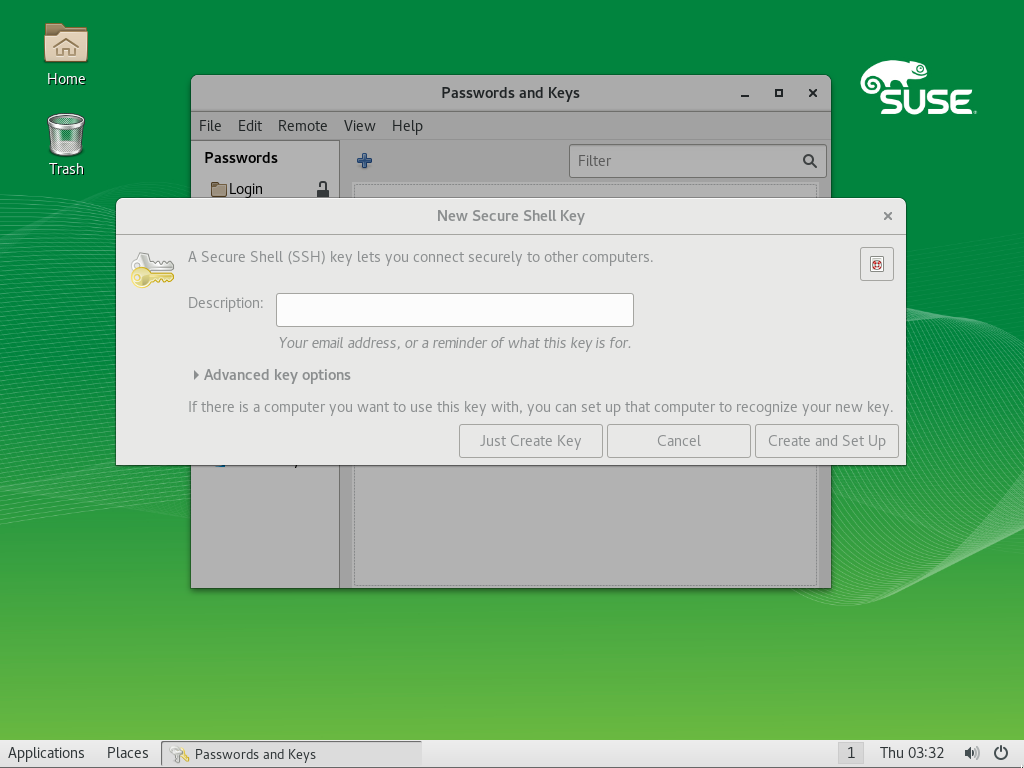 Home
Trash
SUSE
Passwords and Keys
File Edit Remote View Help
Passwords
Login
Filter
New Secure Shell Key
A Secure Shell (SSH) key lets you connect securely to other computers.
Description:
Your email address, or a reminder of what this key is for.
Advanced key options
If there is a computer you want to use this key with, you can set up that computer to recognize your new key.
Just Create Key Cancel Create and Set Up
Applications Places Passwords and Keys 1 Thu 03:32